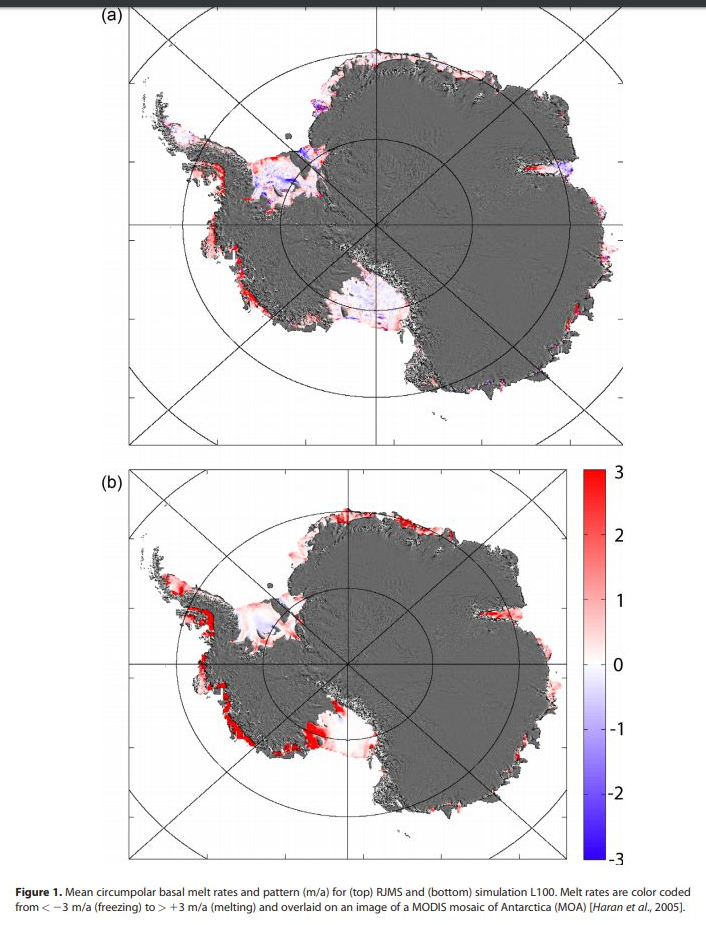 (a)
(b)
3
2
1
0
-1
-2
-3
Figure 1. Mean circumpolar basal melt rates and pattern (m/a) for (top) RJMS and (bottom) simulation L100. Melt rates are color coded
from < −3 m/a (freezing) to > +3 m/a (melting) and overlaid on an image of a MODIS mosaic of Antarctica (MOA) [Haran et al., 2005].